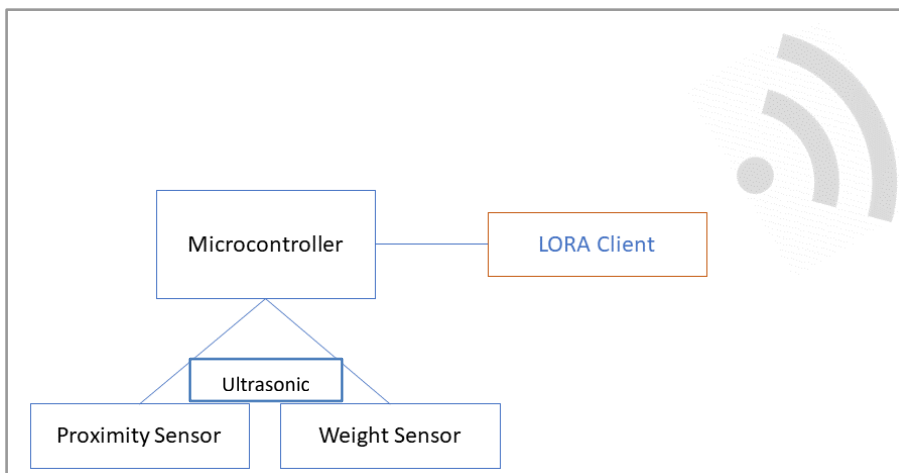 Microcontroller
LORA Client
Ultrasonic
Proximity Sensor
Weight Sensor